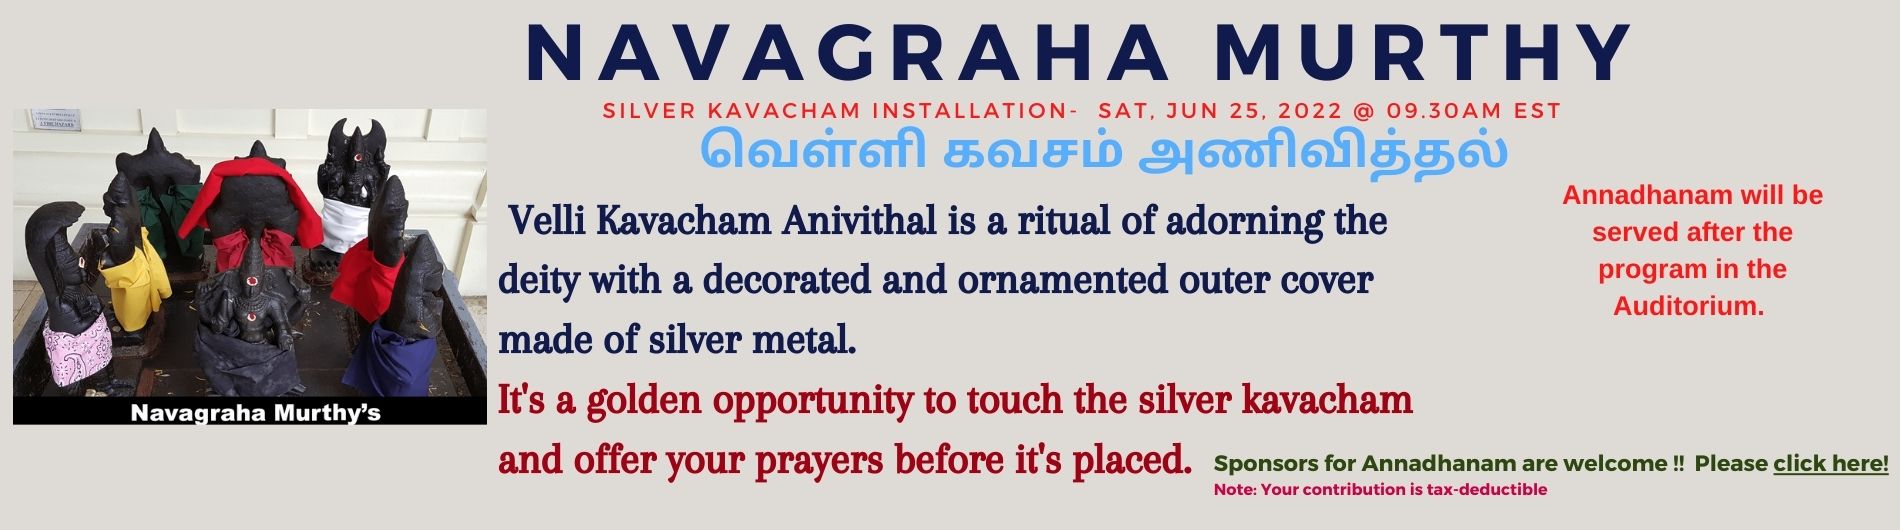 NAVAGRAHA MURTHY
SILVER KAVACHAM INSTALLATION- SAT, JUN 25, 2022 @ 09.30AM EST
வெள்ளி கவசம் அணிவித்தல்
Velli Kavacham Anivithal is a ritual of adorning the
deity with a decorated and ornamented outer cover
made of silver metal.
It's a golden opportunity to touch the silver kavacham
and offer your prayers before it's placed.
Annadhanam will be
served after the
program in the
Auditorium.
Sponsors for Annadhanam are welcome !! Please click here!
Note: Your contribution is tax-deductible
Navagraha Murthy's